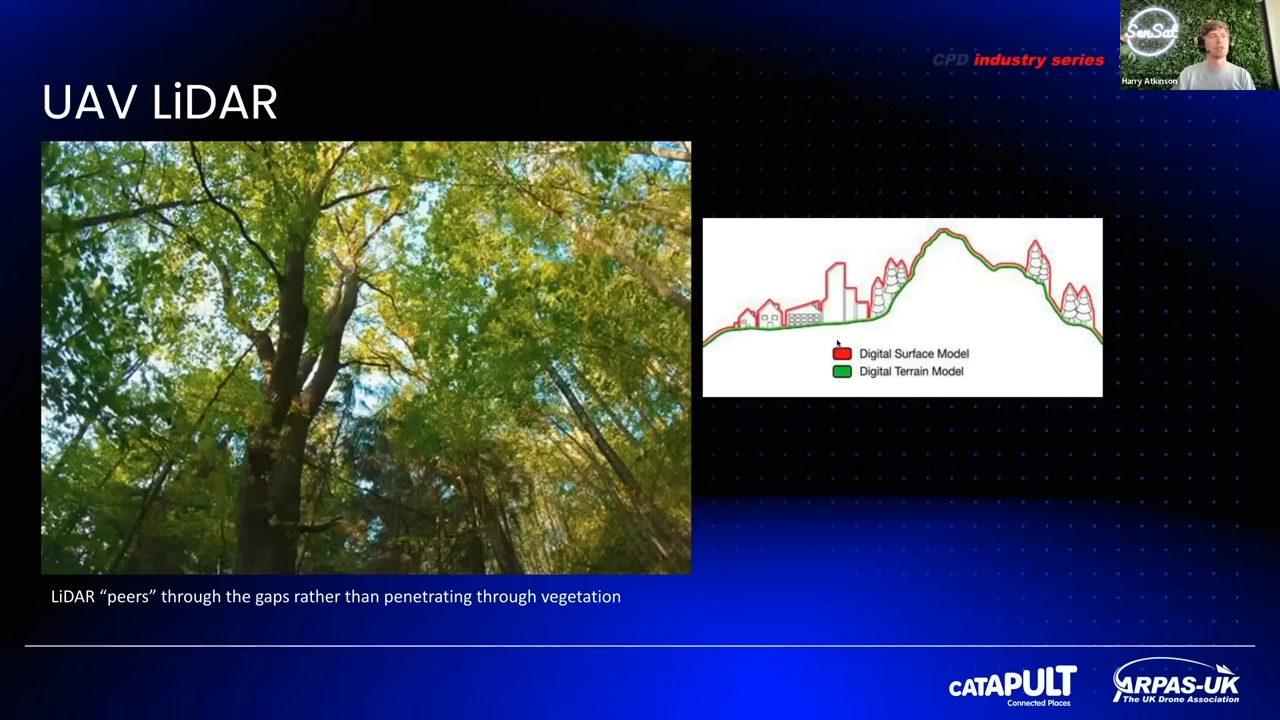 SenSat
Harry Atkinson
CPD industry series
UAV LiDAR
Digital Surface Model
Digital Terrain Model
LiDAR “peers” through the gaps rather than penetrating through vegetation
CATAPULT
Connected Places
ARPAS-UK
The UK Drone Association